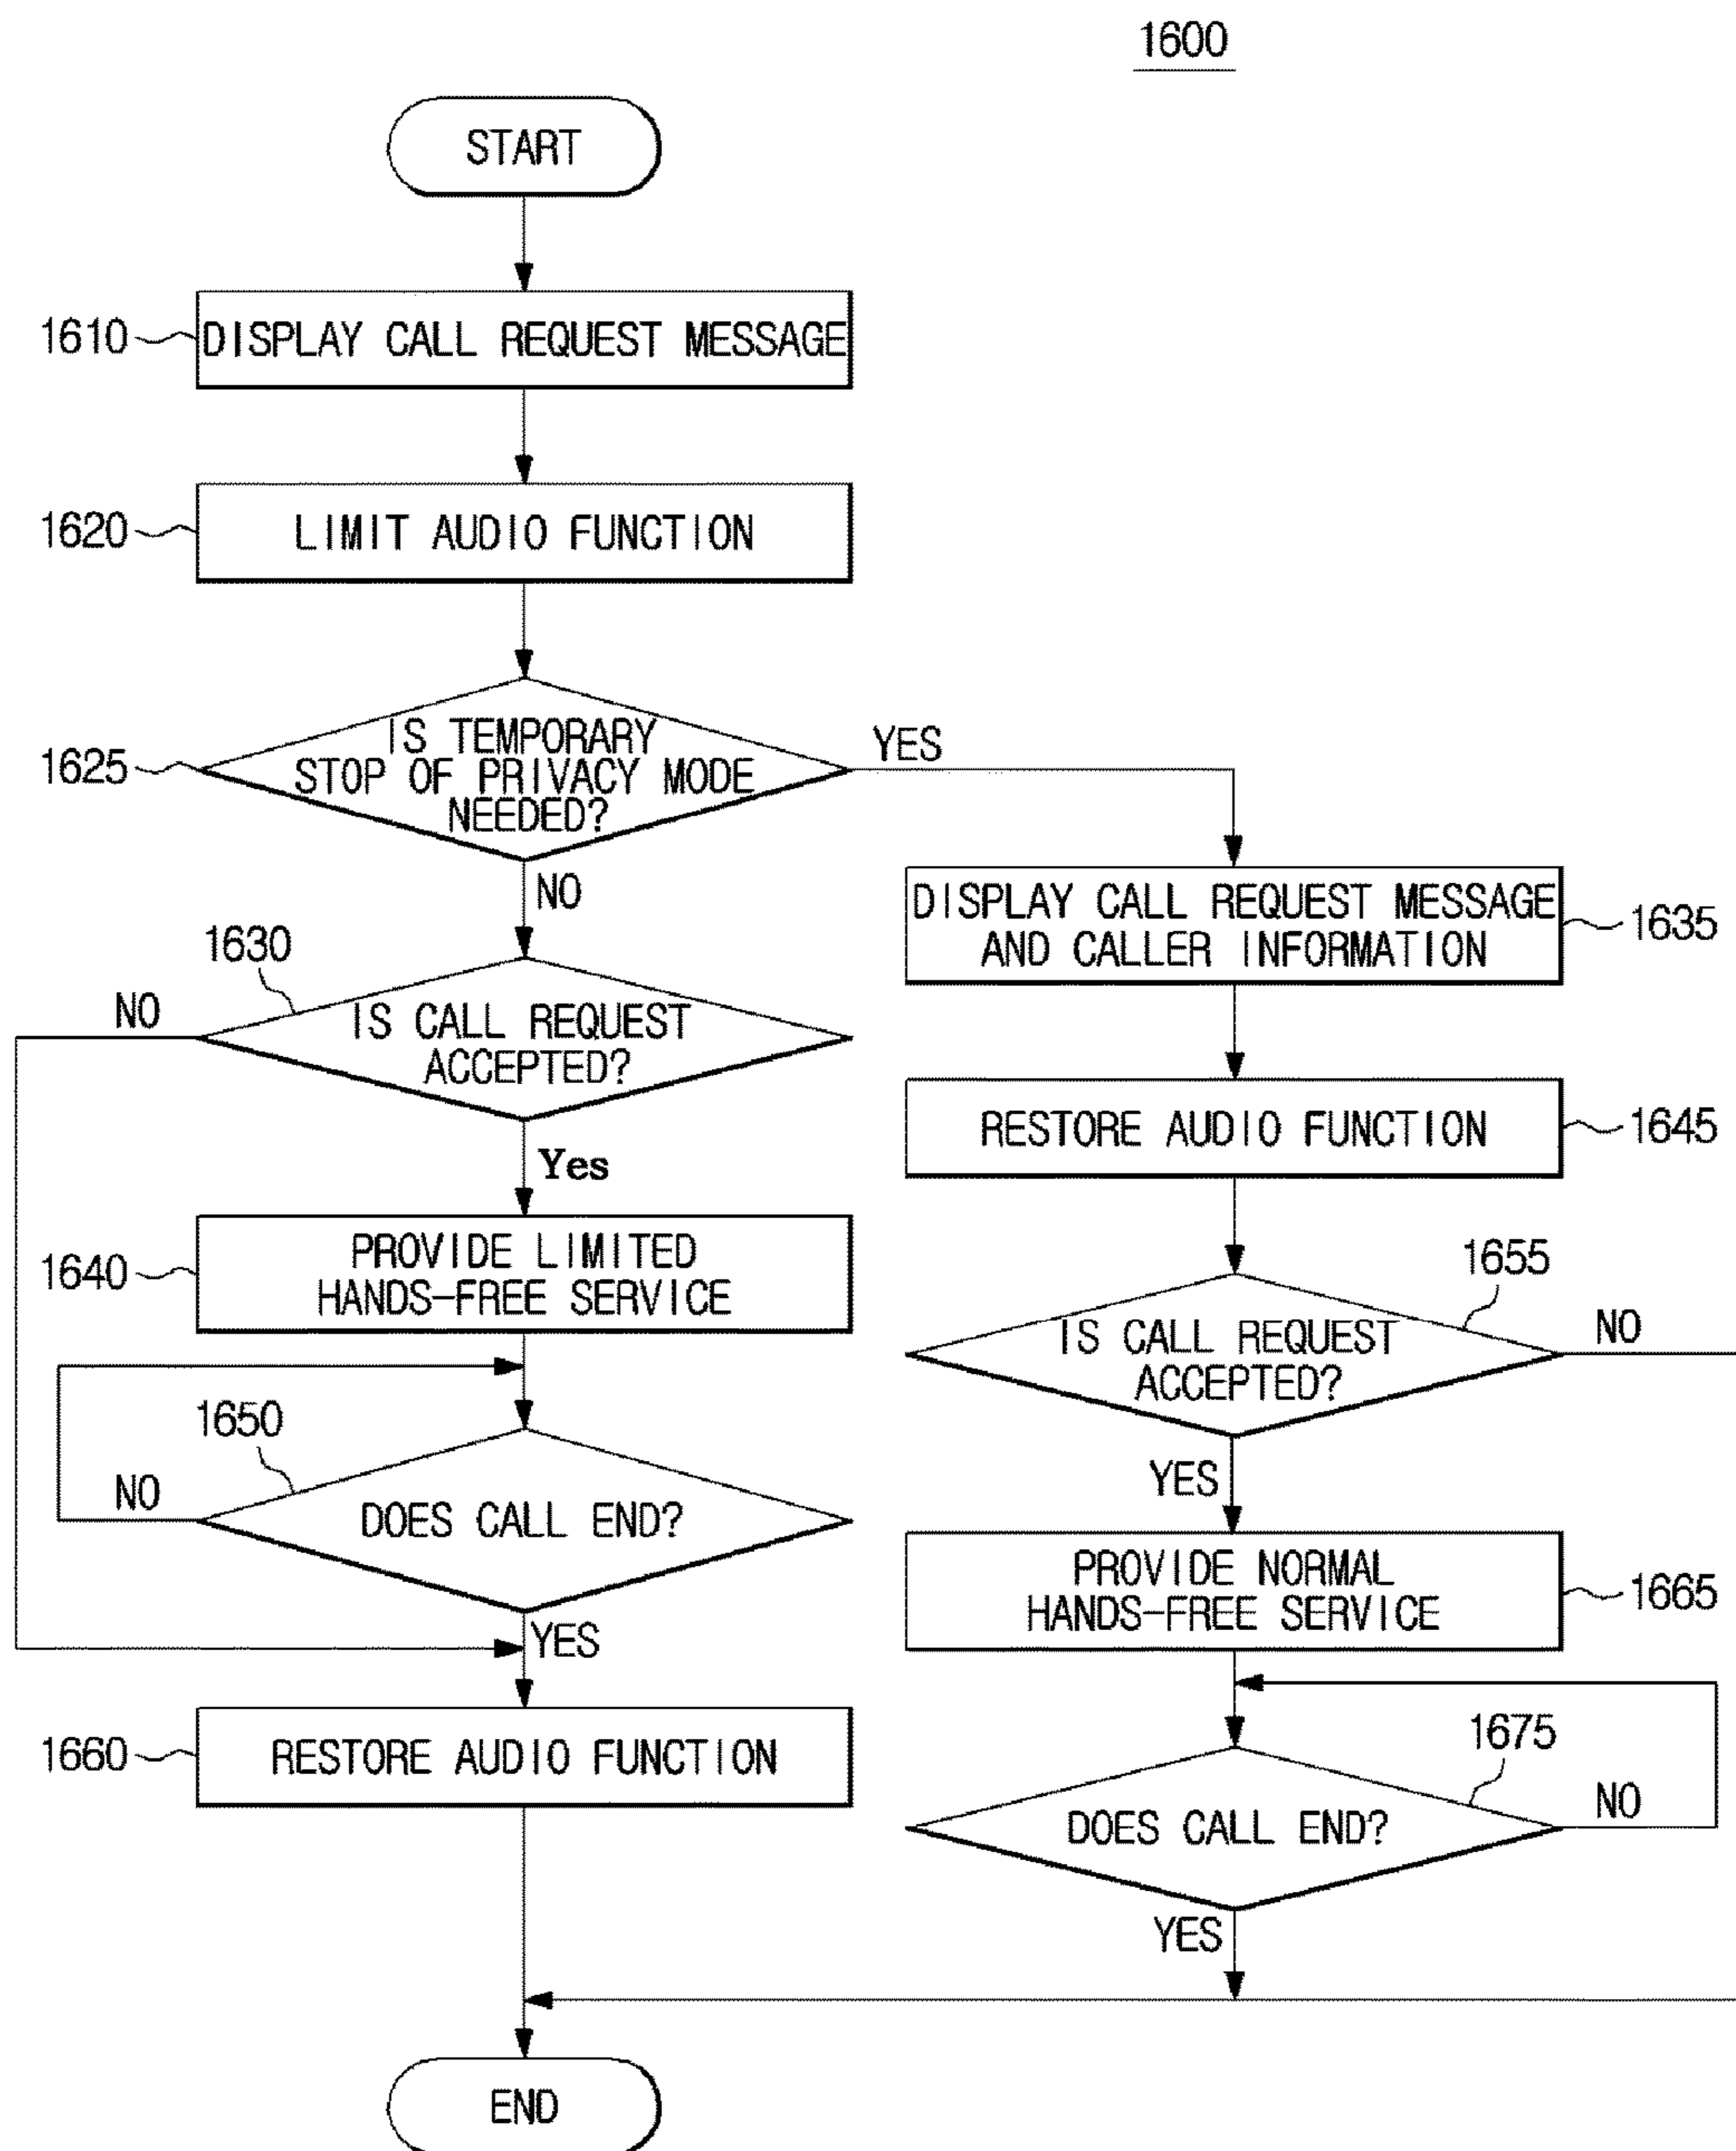 1600
START
1610
DISPLAY CALL REQUEST MESSAGE
1620
LIMIT AUDIO FUNCTION
1625
IS TEMPORARY
STOP OF PRIVACY MODE
NEEDED?
YES
NO
DISPLAY CALL REQUEST MESSAGE
AND CALLER INFORMATION
1635
1630
NO
IS CALL REQUEST
ACCEPTED?
Yes
RESTORE AUDIO FUNCTION
1645
1640
PROVIDE LIMITED
HANDS-FREE SERVICE
1655
IS CALL REQUEST
ACCEPTED?
NO
YES
1650
NO
DOES CALL END?
YES
PROVIDE NORMAL
HANDS-FREE SERVICE
1665
1660
RESTORE AUDIO FUNCTION
1675
DOES CALL END?
NO
YES
END